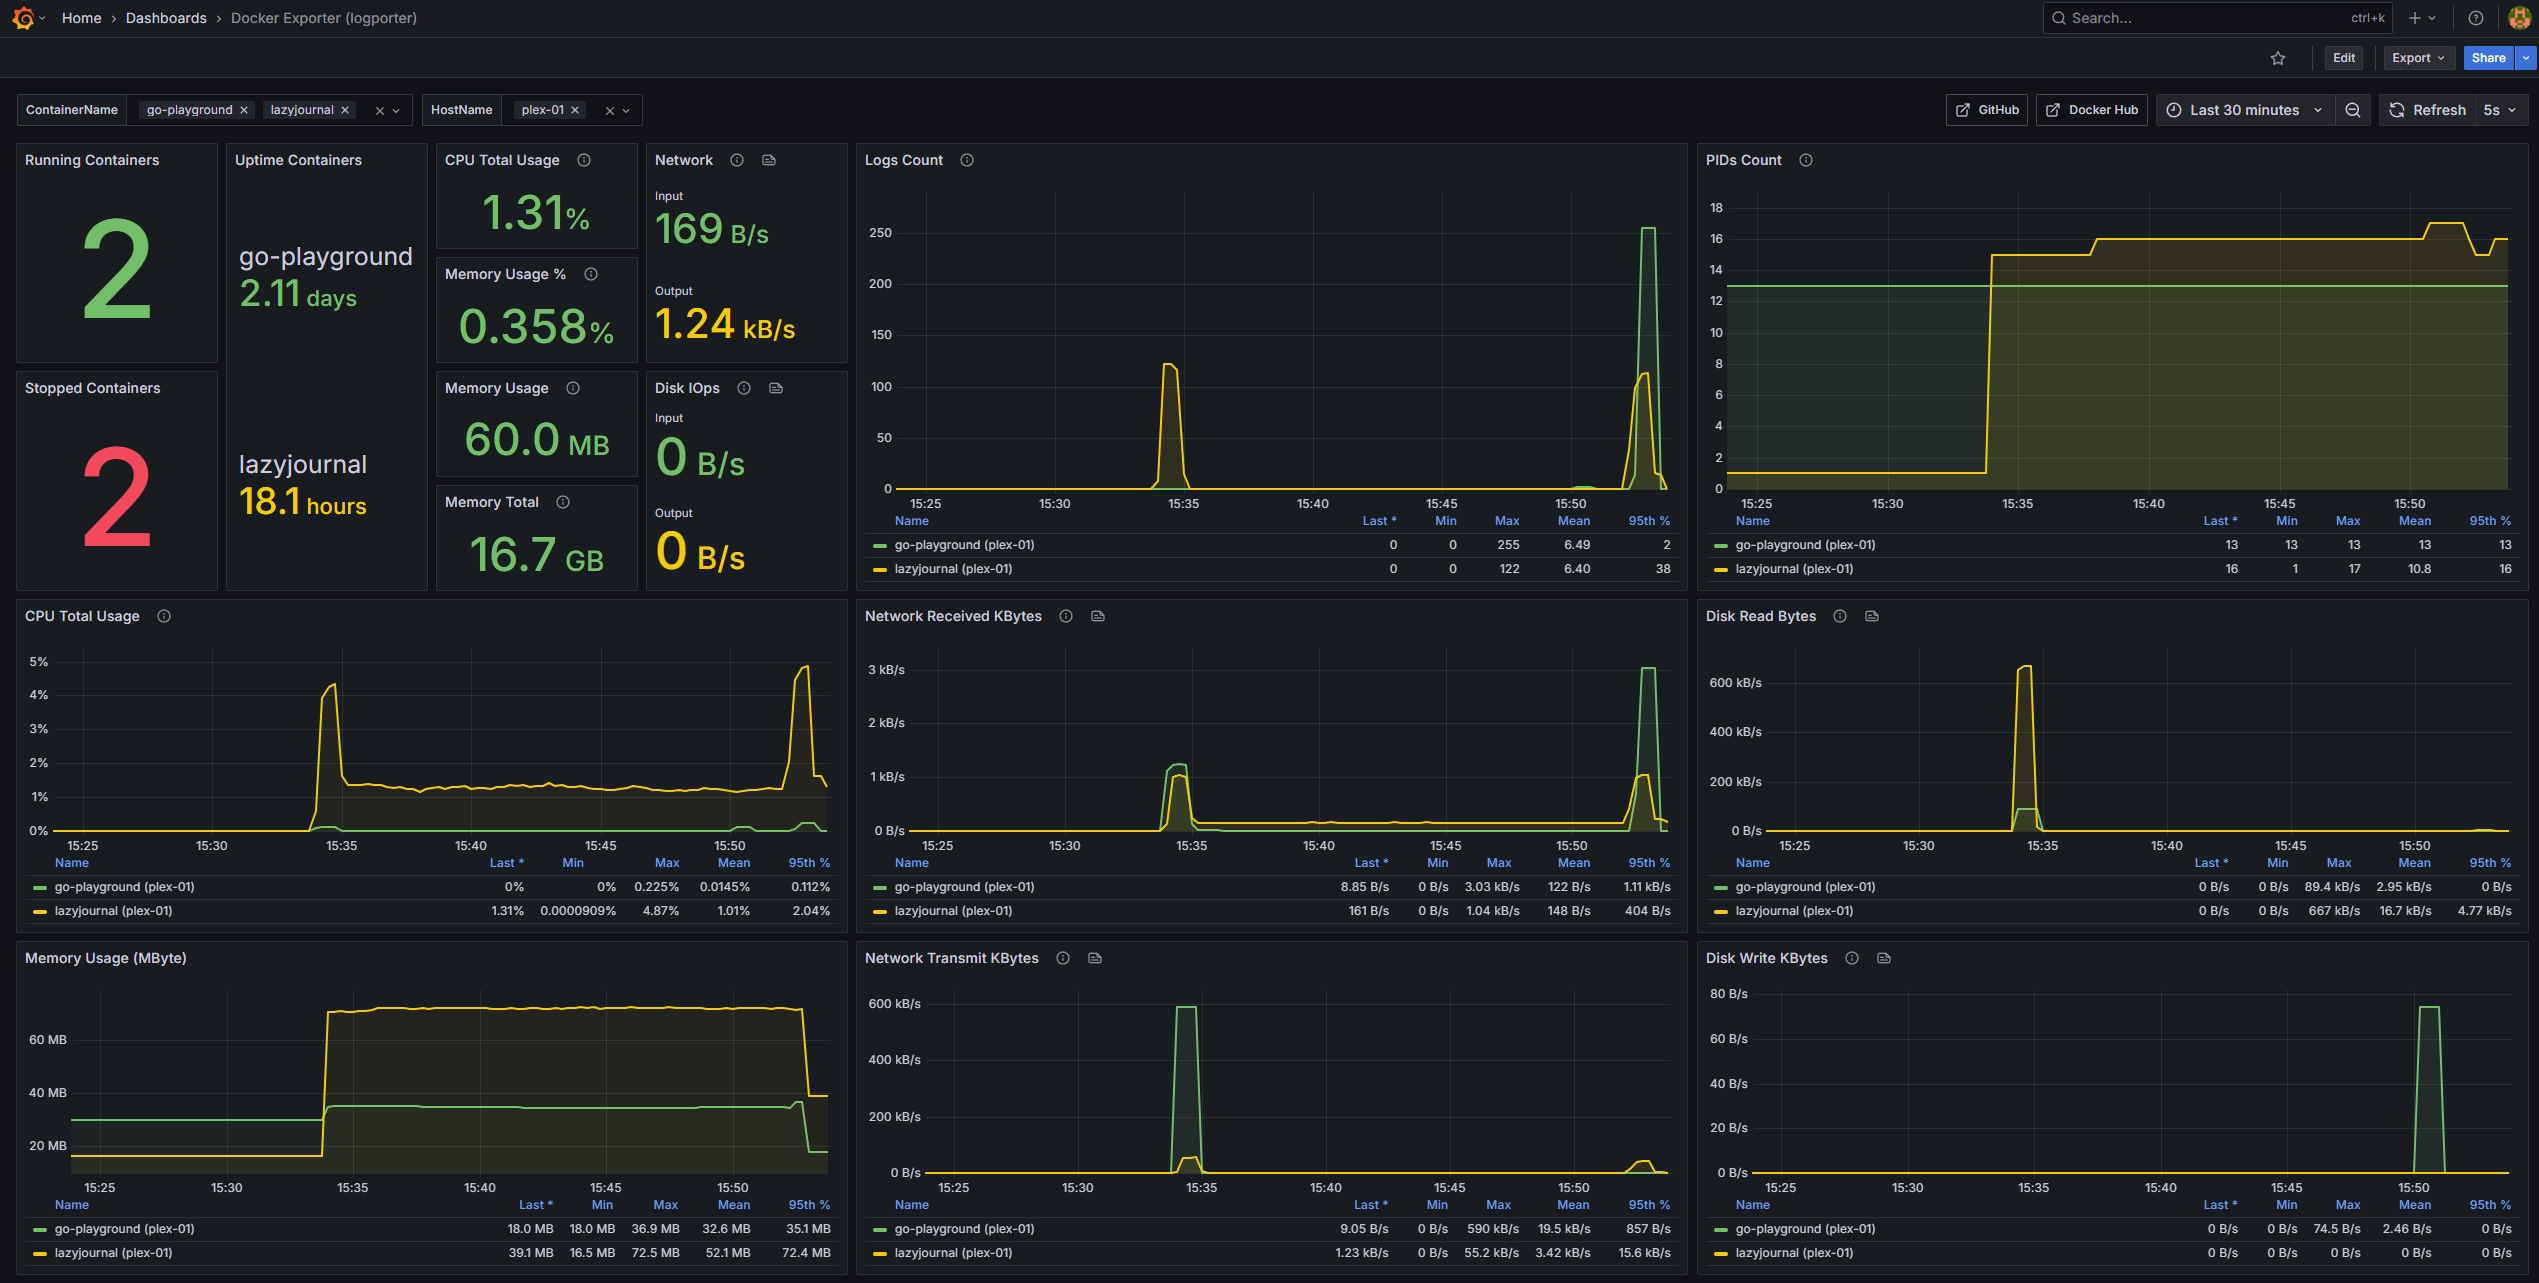 Home › Dashboards › Docker Exporter (logporter)
Search... ctrl+k
Edit Export Share
ContainerName go-playground lazyjournal HostName plex-01
GitHub Docker Hub Last 30 minutes Refresh 5s
Running Containers
2
Stopped Containers
2
Uptime Containers
go-playground
2.11 days
lazyjournal
18.1 hours
CPU Total Usage
1.31%
Memory Usage %
0.358%
Memory Usage
60.0 MB
Memory Total
16.7 GB
Network
Input
169 B/s
Output
1.24 kB/s
Disk IOps
Input
0 B/s
Output
0 B/s
Logs Count
250
200
150
100
50
0
15:25 15:30 15:35 15:40 15:45 15:50
Name Last * Min Max Mean 95th %
go-playground (plex-01) 0 0 255 6.49 2
lazyjournal (plex-01) 0 0 122 6.40 38
PIDs Count
18
16
14
12
10
8
6
4
2
0
15:25 15:30 15:35 15:40 15:45 15:50
Name Last * Min Max Mean 95th %
go-playground (plex-01) 13 13 13 13 13
lazyjournal (plex-01) 16 1 17 10.8 16
CPU Total Usage
5%
4%
3%
2%
1%
0%
15:25 15:30 15:35 15:40 15:45 15:50
Name Last * Min Max Mean 95th %
go-playground (plex-01) 0% 0% 0.225% 0.0145% 0.112%
lazyjournal (plex-01) 1.31% 0.0000909% 4.87% 1.01% 2.04%
Network Received KBytes
3 kB/s
2 kB/s
1 kB/s
0 B/s
15:25 15:30 15:35 15:40 15:45 15:50
Name Last * Min Max Mean 95th %
go-playground (plex-01) 8.85 B/s 0 B/s 3.03 kB/s 122 B/s 1.11 kB/s
lazyjournal (plex-01) 161 B/s 0 B/s 1.04 kB/s 148 B/s 404 B/s
Disk Read Bytes
600 kB/s
400 kB/s
200 kB/s
0 B/s
15:25 15:30 15:35 15:40 15:45 15:50
Name Last * Min Max Mean 95th %
go-playground (plex-01) 0 B/s 0 B/s 89.4 kB/s 2.95 kB/s 0 B/s
lazyjournal (plex-01) 0 B/s 0 B/s 667 kB/s 16.7 kB/s 4.77 kB/s
Memory Usage (MByte)
60 MB
40 MB
20 MB
15:25 15:30 15:35 15:40 15:45 15:50
Name Last * Min Max Mean 95th %
go-playground (plex-01) 18.0 MB 18.0 MB 36.9 MB 32.6 MB 35.1 MB
lazyjournal (plex-01) 39.1 MB 16.5 MB 72.5 MB 52.1 MB 72.4 MB
Network Transmit KBytes
600 kB/s
400 kB/s
200 kB/s
0 B/s
15:25 15:30 15:35 15:40 15:45 15:50
Name Last * Min Max Mean 95th %
go-playground (plex-01) 9.05 B/s 0 B/s 590 kB/s 19.5 kB/s 857 B/s
lazyjournal (plex-01) 1.23 kB/s 0 B/s 55.2 kB/s 3.42 kB/s 15.6 kB/s
Disk Write KBytes
80 B/s
60 B/s
40 B/s
20 B/s
0 B/s
15:25 15:30 15:35 15:40 15:45 15:50
Name Last * Min Max Mean 95th %
go-playground (plex-01) 0 B/s 0 B/s 74.5 B/s 2.46 B/s 0 B/s
lazyjournal (plex-01) 0 B/s 0 B/s 0 B/s 0 B/s 0 B/s